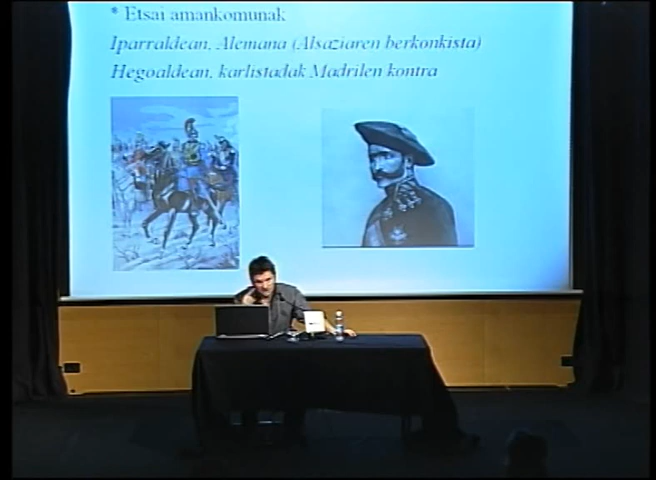 * Etsai amankomunak
Iparraldean, Alemana (Alsaziaren berkonkista)
Hegoaldean, karlistadak Madrilen kontra